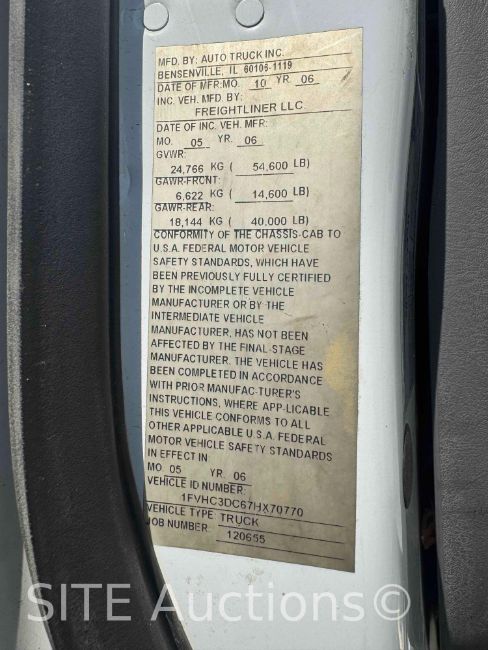 MFD. BY: AUTO TRUCK INC.
BENSENVILLE, IL 60106-1119
DATE OF MFR: MO. 10 YR. 06
INC. VEH. MFD. BY:
FREIGHTLINER LLC
DATE OF INC. VEH. MFR:
MO. 05 YR. 06
GVWR:
24,766 KG ( 54,600 LB)
GAWR-FRONT:
6,622 KG ( 14,600 LB)
GAWR-REAR:
18,144 KG ( 40,000 LB)
CONFORMITY OF THE CHASSIS-CAB TO
U.S.A. FEDERAL MOTOR VEHICLE
SAFETY STANDARDS, WHICH HAVE
BEEN PREVIOUSLY FULLY CERTIFIED
BY THE INCOMPLETE VEHICLE
MANUFACTURER OR BY THE
INTERMEDIATE VEHICLE
MANUFACTURER, HAS NOT BEEN
AFFECTED BY THE FINAL-STAGE
MANUFACTURER. THE VEHICLE HAS
BEEN COMPLETED IN ACCORDANCE
WITH PRIOR MANUFAC-TURER'S
INSTRUCTIONS, WHERE APP-LICABLE.
THIS VEHICLE CONFORMS TO ALL
OTHER APPLICABLE U.S.A. FEDERAL
MOTOR VEHICLE SAFETY STANDARDS
IN EFFECT IN
MO. 05 YR. 06
VEHICLE ID NUMBER:
1FVHC3DC67HX70770
VEHICLE TYPE: TRUCK
JOB NUMBER: 120655
SITE Auctions©